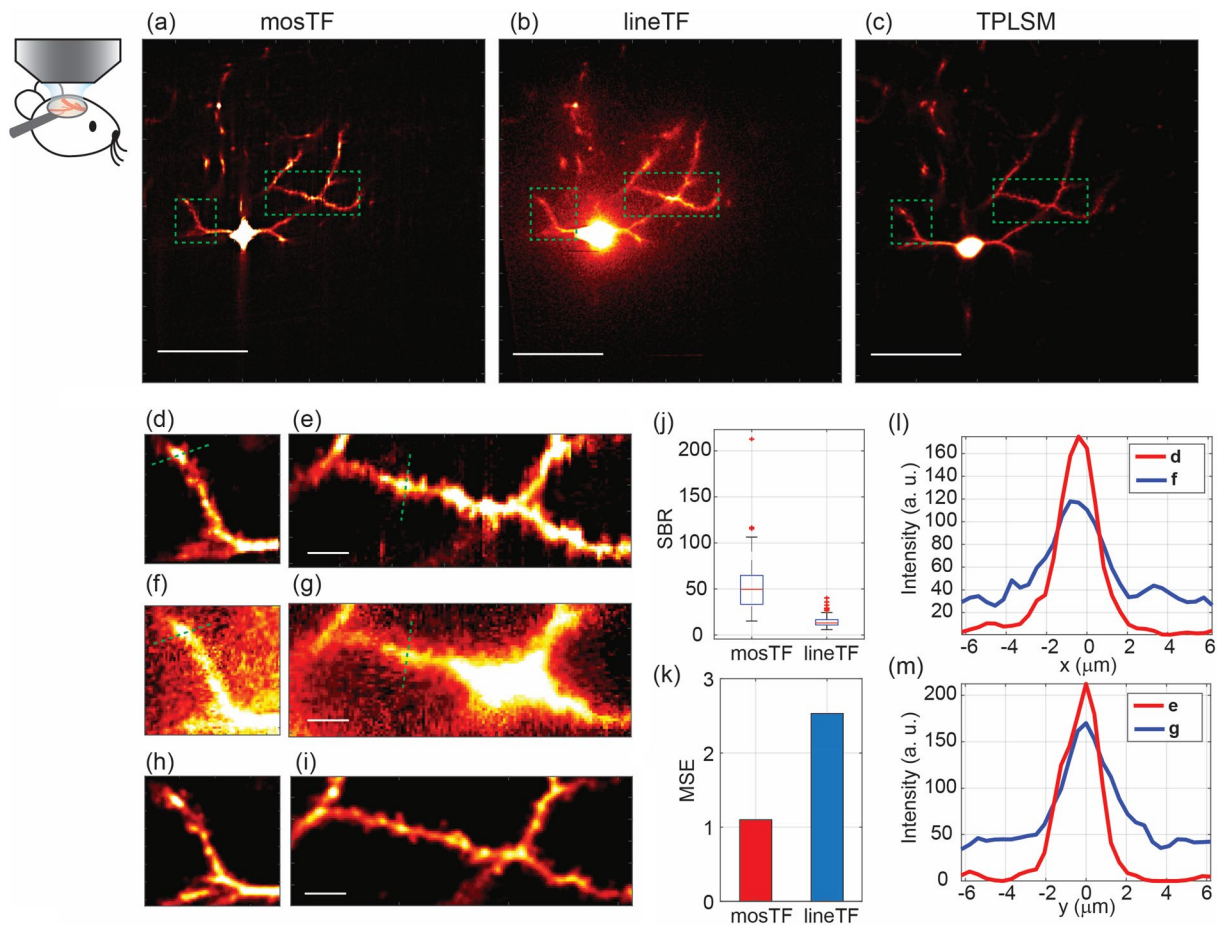 (a) mosTF
(b) lineTF
(c) TPLSM
(d)
(e)
(f)
(g)
(h)
(i)
(j)
SBR
200
150
100
50
0
mosTF lineTF
(k)
MSE
3
2
1
0
mosTF lineTF
(l)
Intensity (a. u.)
160
140
120
100
80
60
40
20
d
f
-6 -4 -2 0 2 4 6
x (μm)
(m)
Intensity (a. u.)
200
150
100
50
0
e
g
-6 -4 -2 0 2 4 6
y (μm)